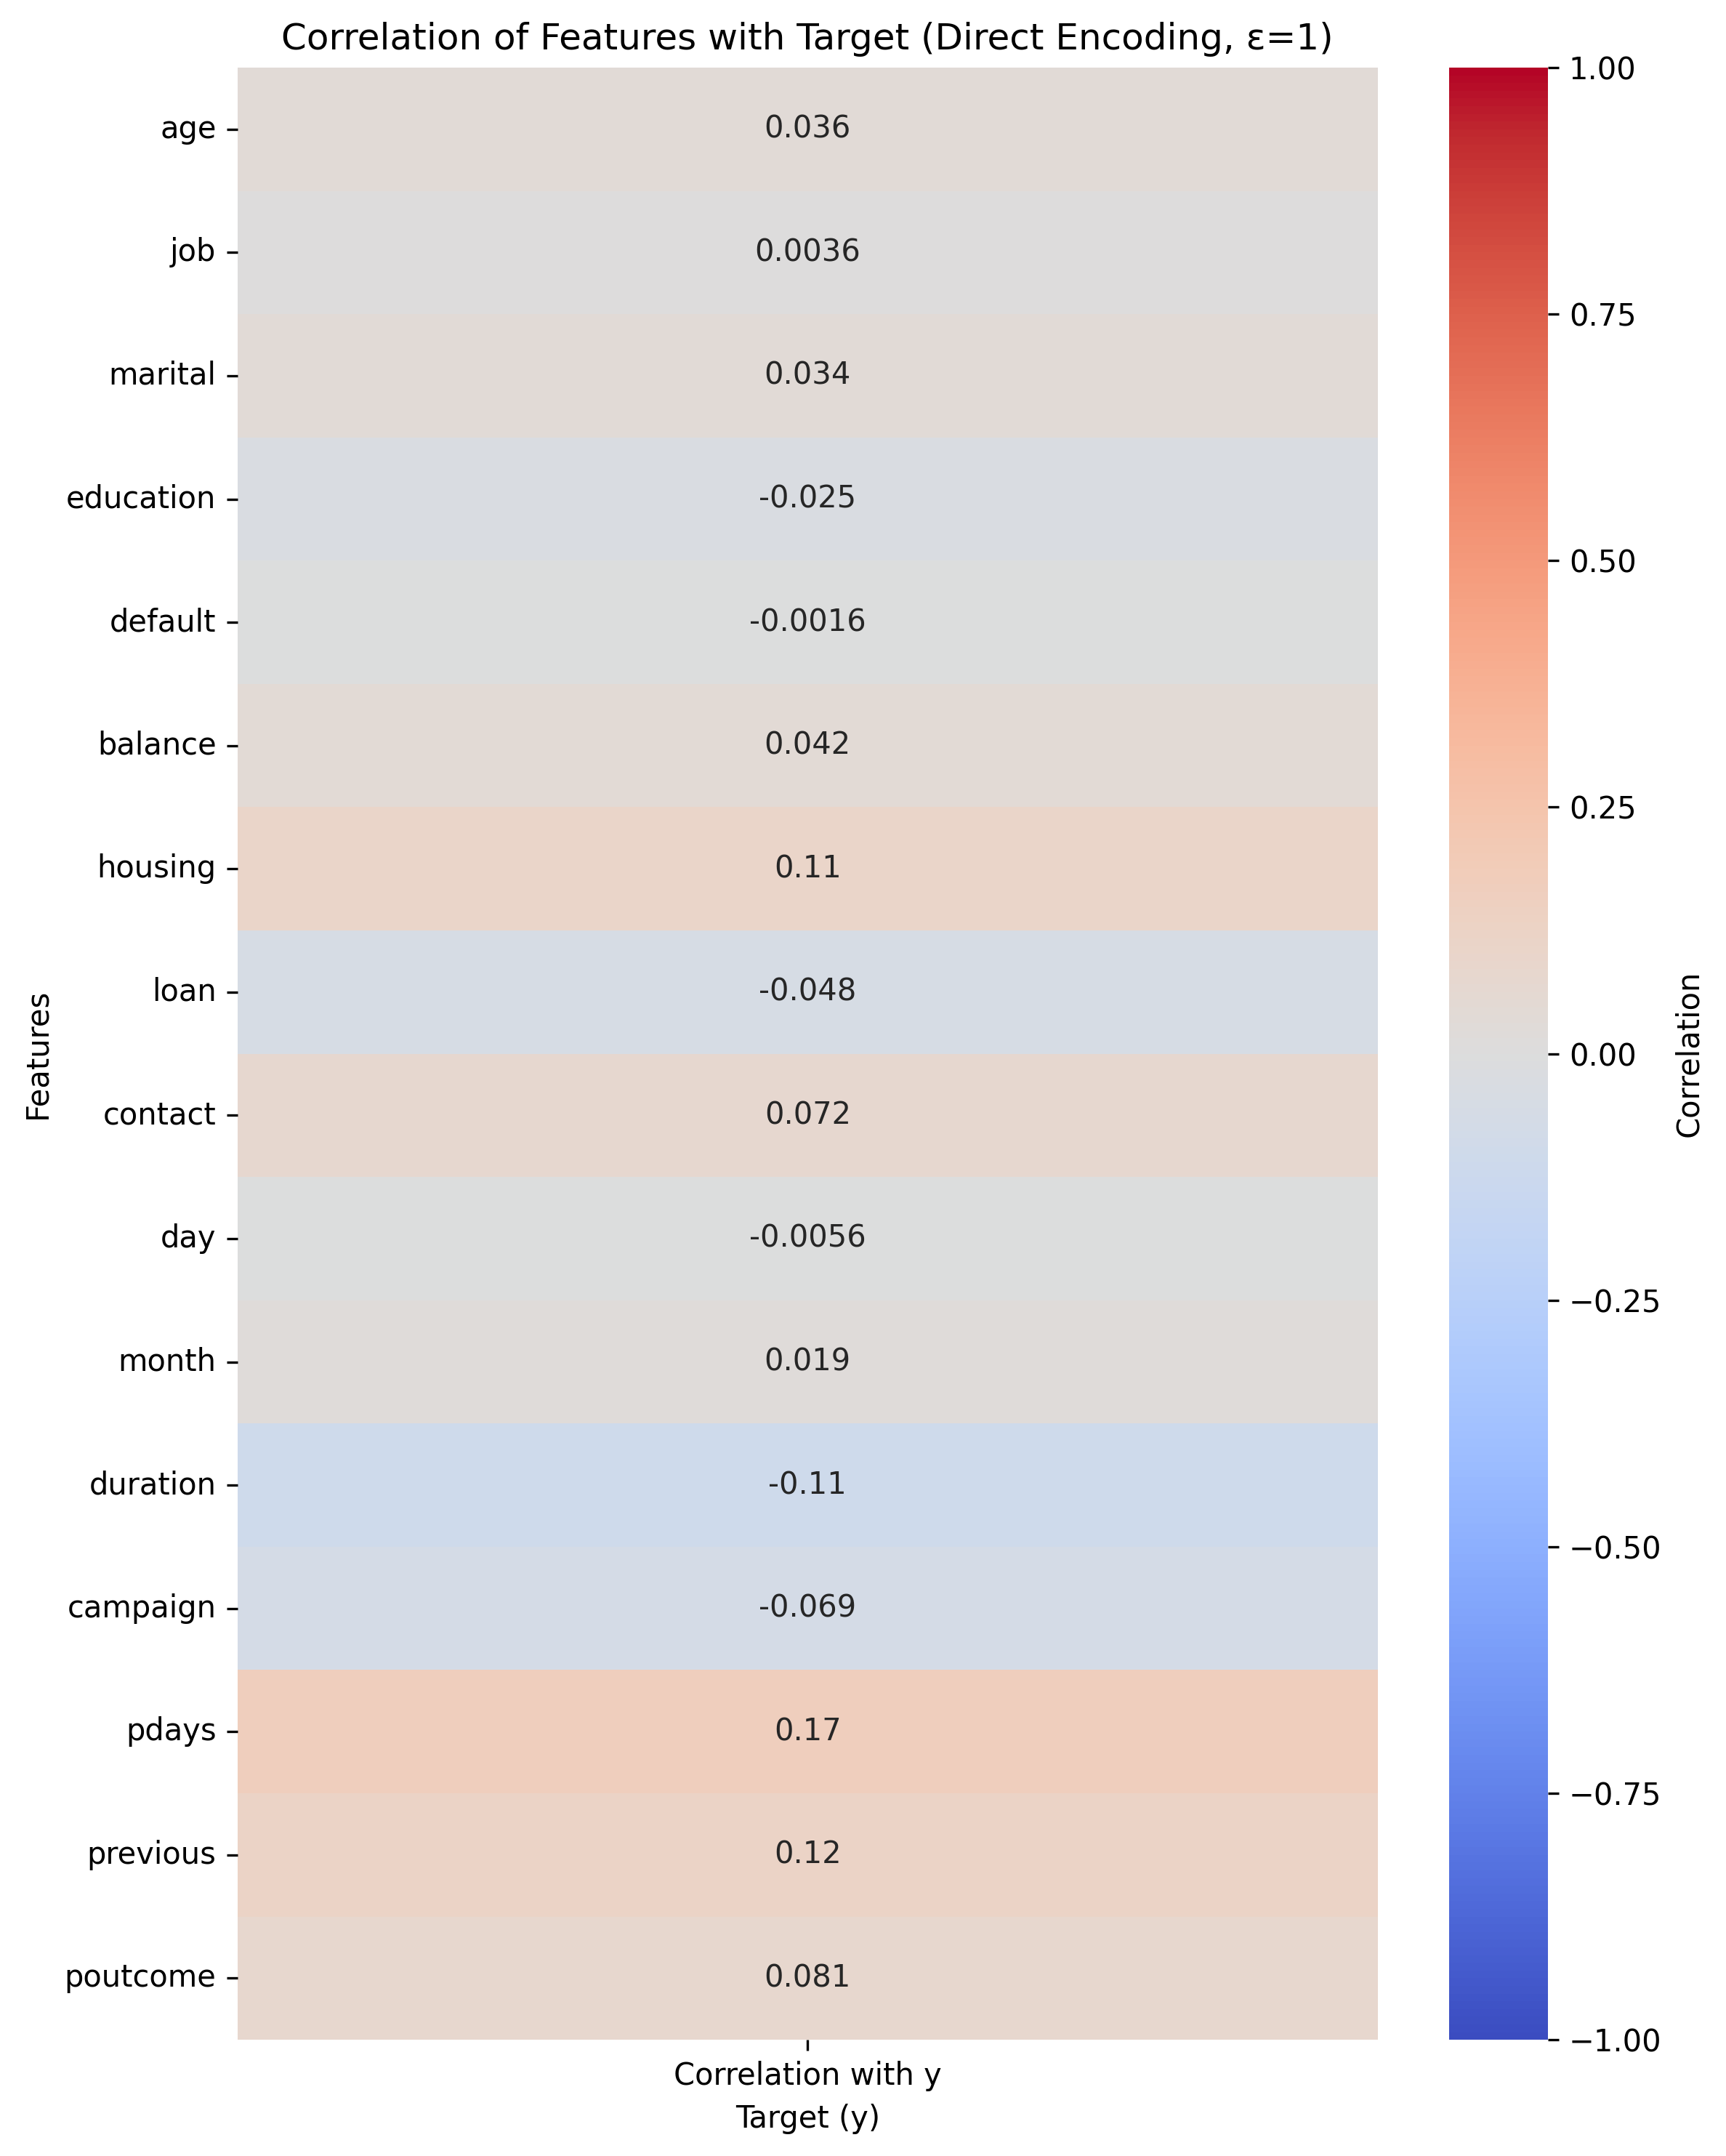 Correlation of Features with Target (Direct Encoding, ε=1)
Features
age 0.036
job 0.0036
marital 0.034
education -0.025
default -0.0016
balance 0.042
housing 0.11
loan -0.048
contact 0.072
day -0.0056
month 0.019
duration -0.11
campaign -0.069
pdays 0.17
previous 0.12
poutcome 0.081
Correlation with y
Target (y)
1.00
0.75
0.50
0.25
0.00
−0.25
−0.50
−0.75
−1.00
Correlation